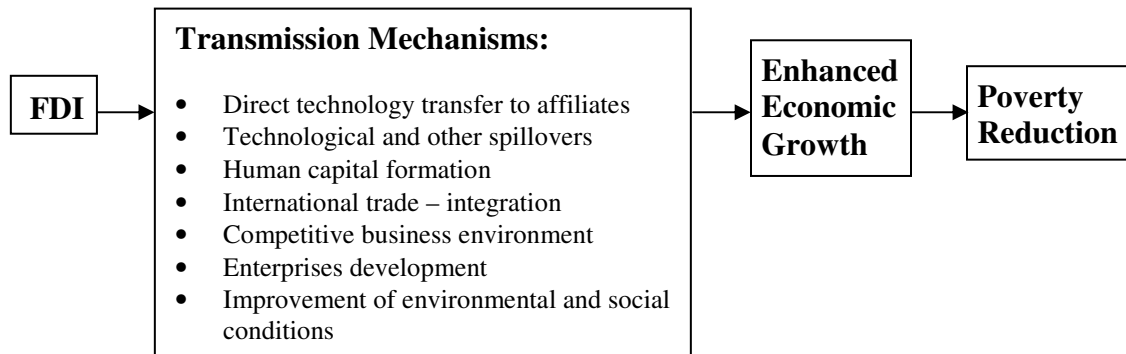 FDI
Transmission Mechanisms:
• Direct technology transfer to affiliates
• Technological and other spillovers
• Human capital formation
• International trade – integration
• Competitive business environment
• Enterprises development
• Improvement of environmental and social
conditions
Enhanced
Economic
Growth
Poverty
Reduction